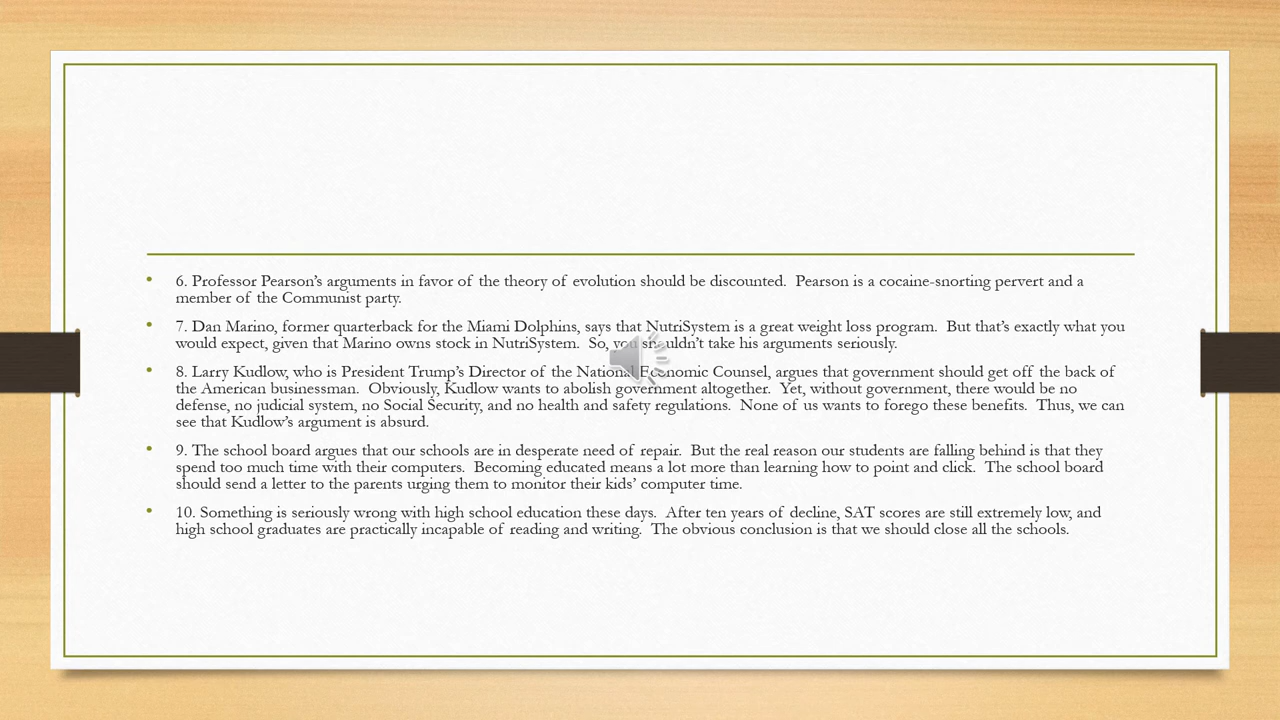 • 6. Professor Pearson's arguments in favor of the theory of evolution should be discounted.  Pearson is a cocaine-snorting pervert and a
member of the Communist party.
• 7. Dan Marino, former quarterback for the Miami Dolphins, says that NutriSystem is a great weight loss program.  But that's exactly what you
would expect, given that Marino owns stock in NutriSystem.  So, you shouldn't take his arguments seriously.
• 8. Larry Kudlow, who is President Trump's Director of the National Economic Counsel, argues that government should get off the back of
the American businessman.  Obviously, Kudlow wants to abolish government altogether.  Yet, without government, there would be no
defense, no judicial system, no Social Security, and no health and safety regulations.  None of us wants to forego these benefits.  Thus, we can
see that Kudlow's argument is absurd.
• 9. The school board argues that our schools are in desperate need of repair.  But the real reason our students are falling behind is that they
spend too much time with their computers.  Becoming educated means a lot more than learning how to point and click.  The school board
should send a letter to the parents urging them to monitor their kids' computer time.
• 10. Something is seriously wrong with high school education these days.  After ten years of decline, SAT scores are still extremely low, and
high school graduates are practically incapable of reading and writing.  The obvious conclusion is that we should close all the schools.